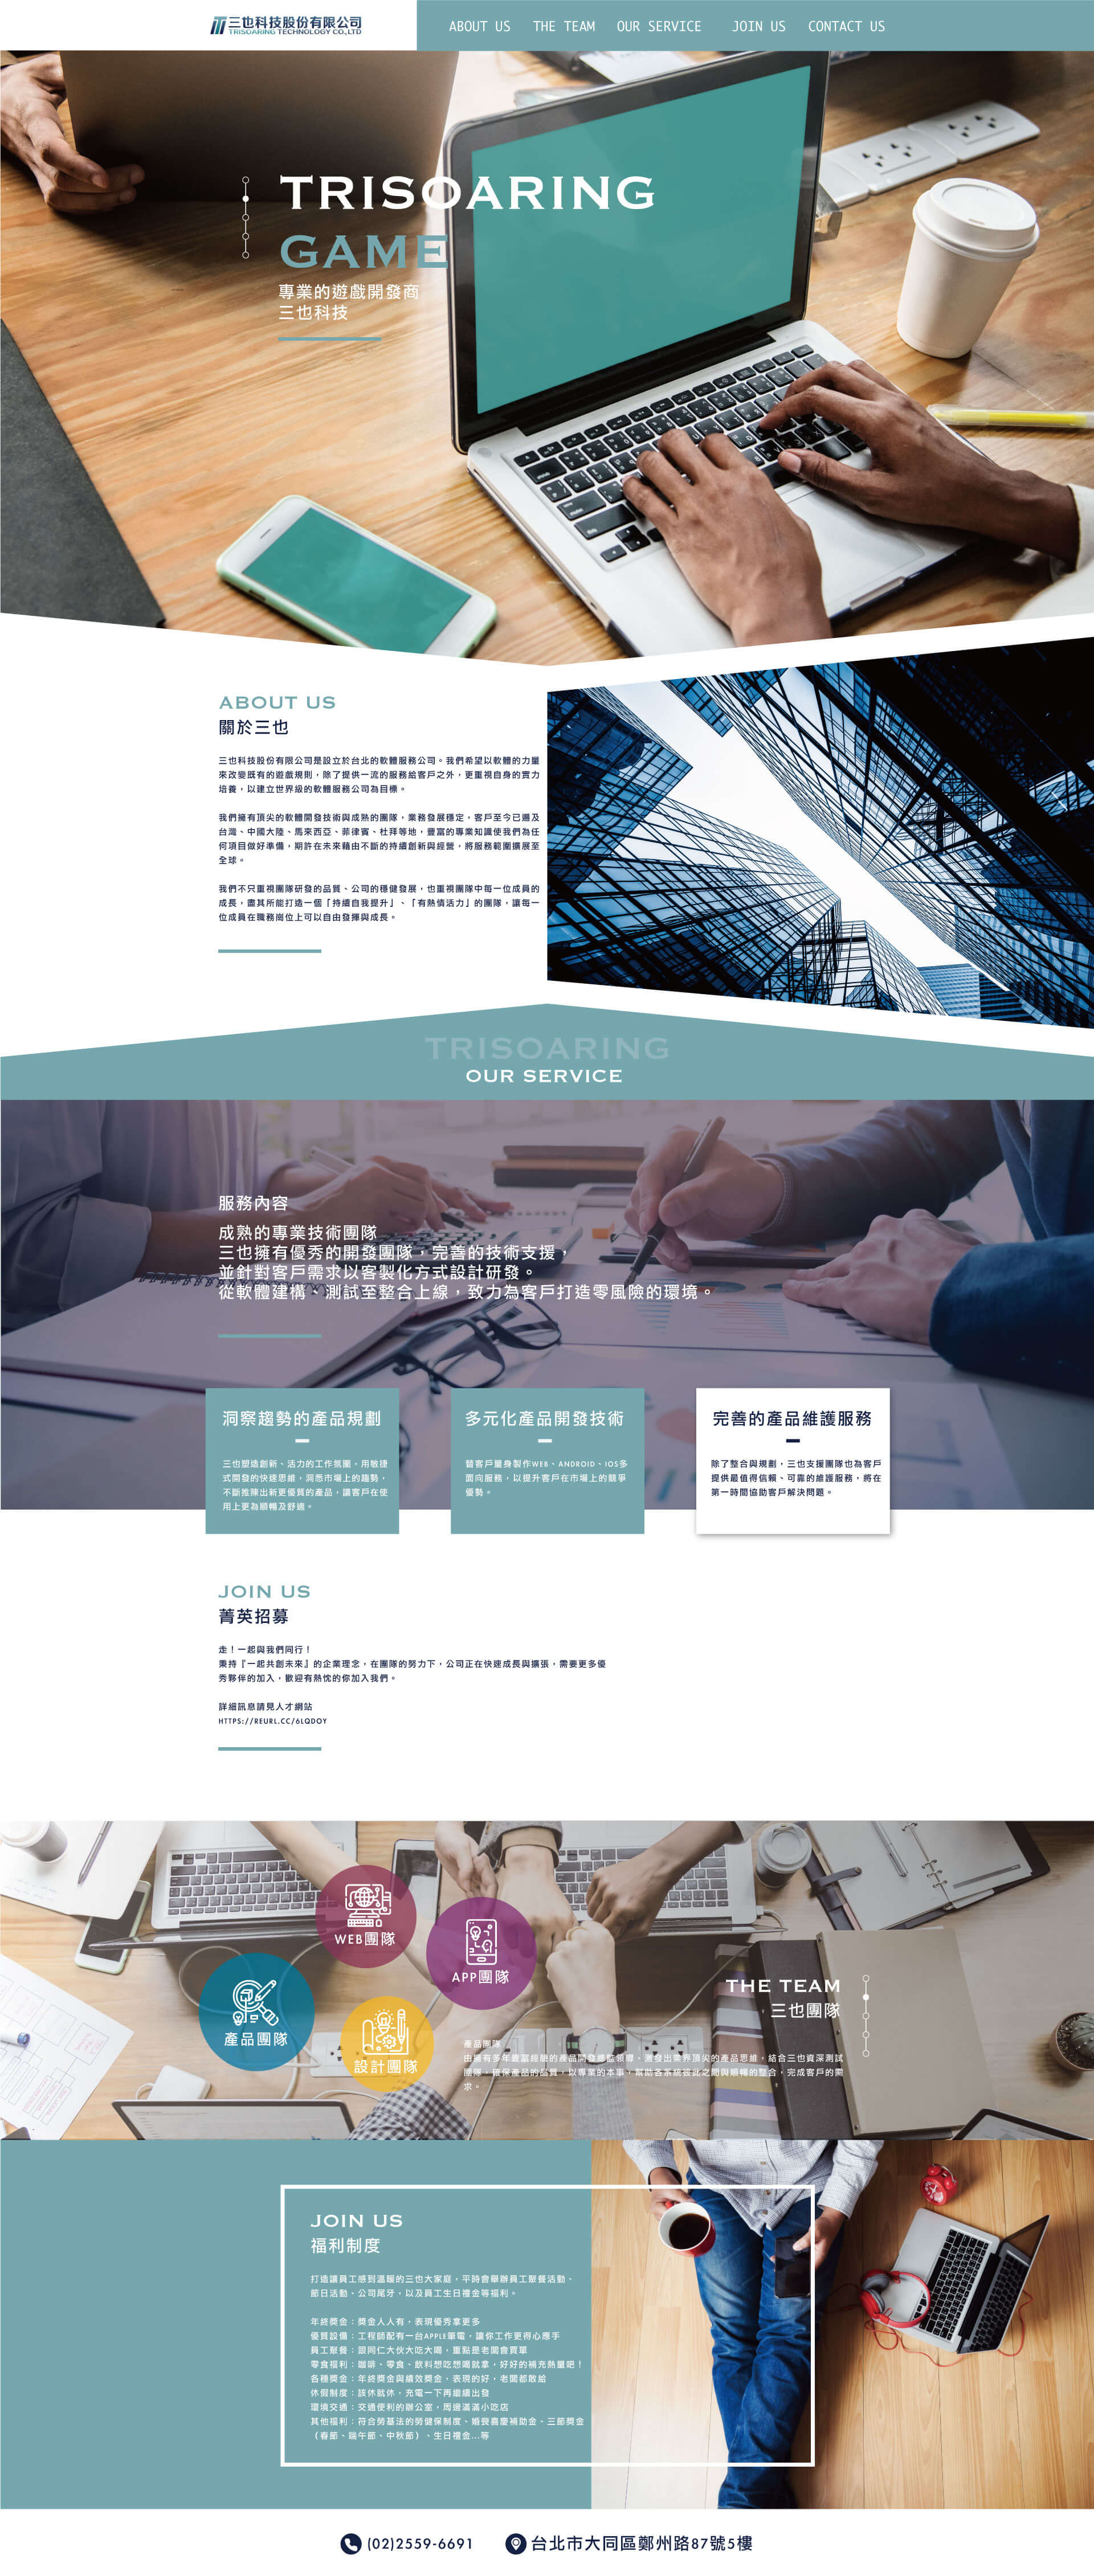 三也科技股份有限公司
TRISOARING TECHNOLOGY CO.,LTD
ABOUT US THE TEAM OUR SERVICE JOIN US CONTACT US
TRISOARING
GAME
專業的遊戲開發商
三也科技
ABOUT US
關於三也
三也科技股份有限公司是設立於台北的軟體服務公司。我們希望以軟體的力量
來改變既有的遊戲規則,除了提供一流的服務給客戶之外,更重視自身的實力
培養,以建立世界級的軟體服務公司為目標。
我們擁有頂尖的軟體開發技術與成熟的團隊,業務發展穩定,客戶至今已遍及
台灣、中國大陸、馬來西亞、菲律賓、杜拜等地,豐富的專業知識使我們為任
何項目做好準備,期許在未來藉由不斷的持續創新與經營,將服務範圍擴展至
全球。
我們不只重視團隊研發的品質、公司的穩健發展,也重視團隊中每一位成員的
成長,盡其所能打造一個「持續自我提升」、「有熱情活力」的團隊,讓每一
位成員在職務崗位上可以自由發揮與成長。
TRISOARING
OUR SERVICE
服務內容
成熟的專業技術團隊
三也擁有優秀的開發團隊,完善的技術支援,
並針對客戶需求以客製化方式設計研發。
從軟體建構、測試至整合上線,致力為客戶打造零風險的環境。
洞察趨勢的產品規劃
三也塑造創新、活力的工作氛圍,用敏捷
式開發的快速思維,洞悉市場上的趨勢,
不斷推陳出新更優質的產品,讓客戶在使
用上更為順暢及舒適。
多元化產品開發技術
替客戶量身製作WEB、ANDROID、IOS多
面向服務,以提升客戶在市場上的競爭
優勢。
完善的產品維護服務
除了整合與規劃,三也支援團隊也為客戶
提供最值得信賴、可靠的維護服務,將在
第一時間協助客戶解決問題。
JOIN US
菁英招募
走!一起與我們同行!
秉持『一起共創未來』的企業理念,在團隊的努力下,公司正在快速成長與擴張,需要更多優
秀夥伴的加入,歡迎有熱忱的你加入我們。
詳細訊息請見人才網站
HTTPS://REURL.CC/6LQDOY
WEB團隊
APP團隊
產品團隊
設計團隊
THE TEAM
三也團隊
產品團隊
由擁有多年豐富經驗的產品開發總監領導,激發出業界頂尖的產品思維,結合三也資深測試
團隊,確保產品的品質,以專業的本事,幫助各系統彼此之間與順暢的整合,完成客戶的需
求。
JOIN US
福利制度
打造讓員工感到溫暖的三也大家庭,平時會舉辦員工聚餐活動、
節日活動、公司尾牙,以及員工生日禮金等福利。
年終獎金:獎金人人有,表現優秀拿更多
優質設備:工程師配有一台APPLE筆電,讓你工作更得心應手
員工聚餐:跟同仁大伙大吃大喝,重點是老闆會買單
零食福利:咖啡、零食、飲料想吃想喝就拿,好好的補充熱量吧!
各種獎金:年終獎金與績效獎金,表現的好,老闆都敢給
休假制度:該休就休,充電一下再繼續出發
環境交通:交通便利的辦公室,周邊滿滿小吃店
其他福利:符合勞基法的勞健保制度、婚喪喜慶補助金、三節獎金
(春節、端午節、中秋節)、生日禮金...等
(02)2559-6691 台北市大同區鄭州路87號5樓